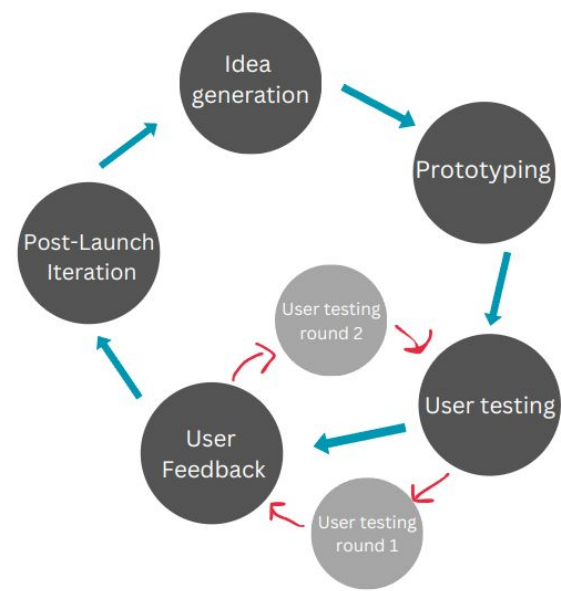 Idea
generation
Prototyping
Post-Launch
Iteration
User testing
round 2
User testing
User
Feedback
User testing
round 1